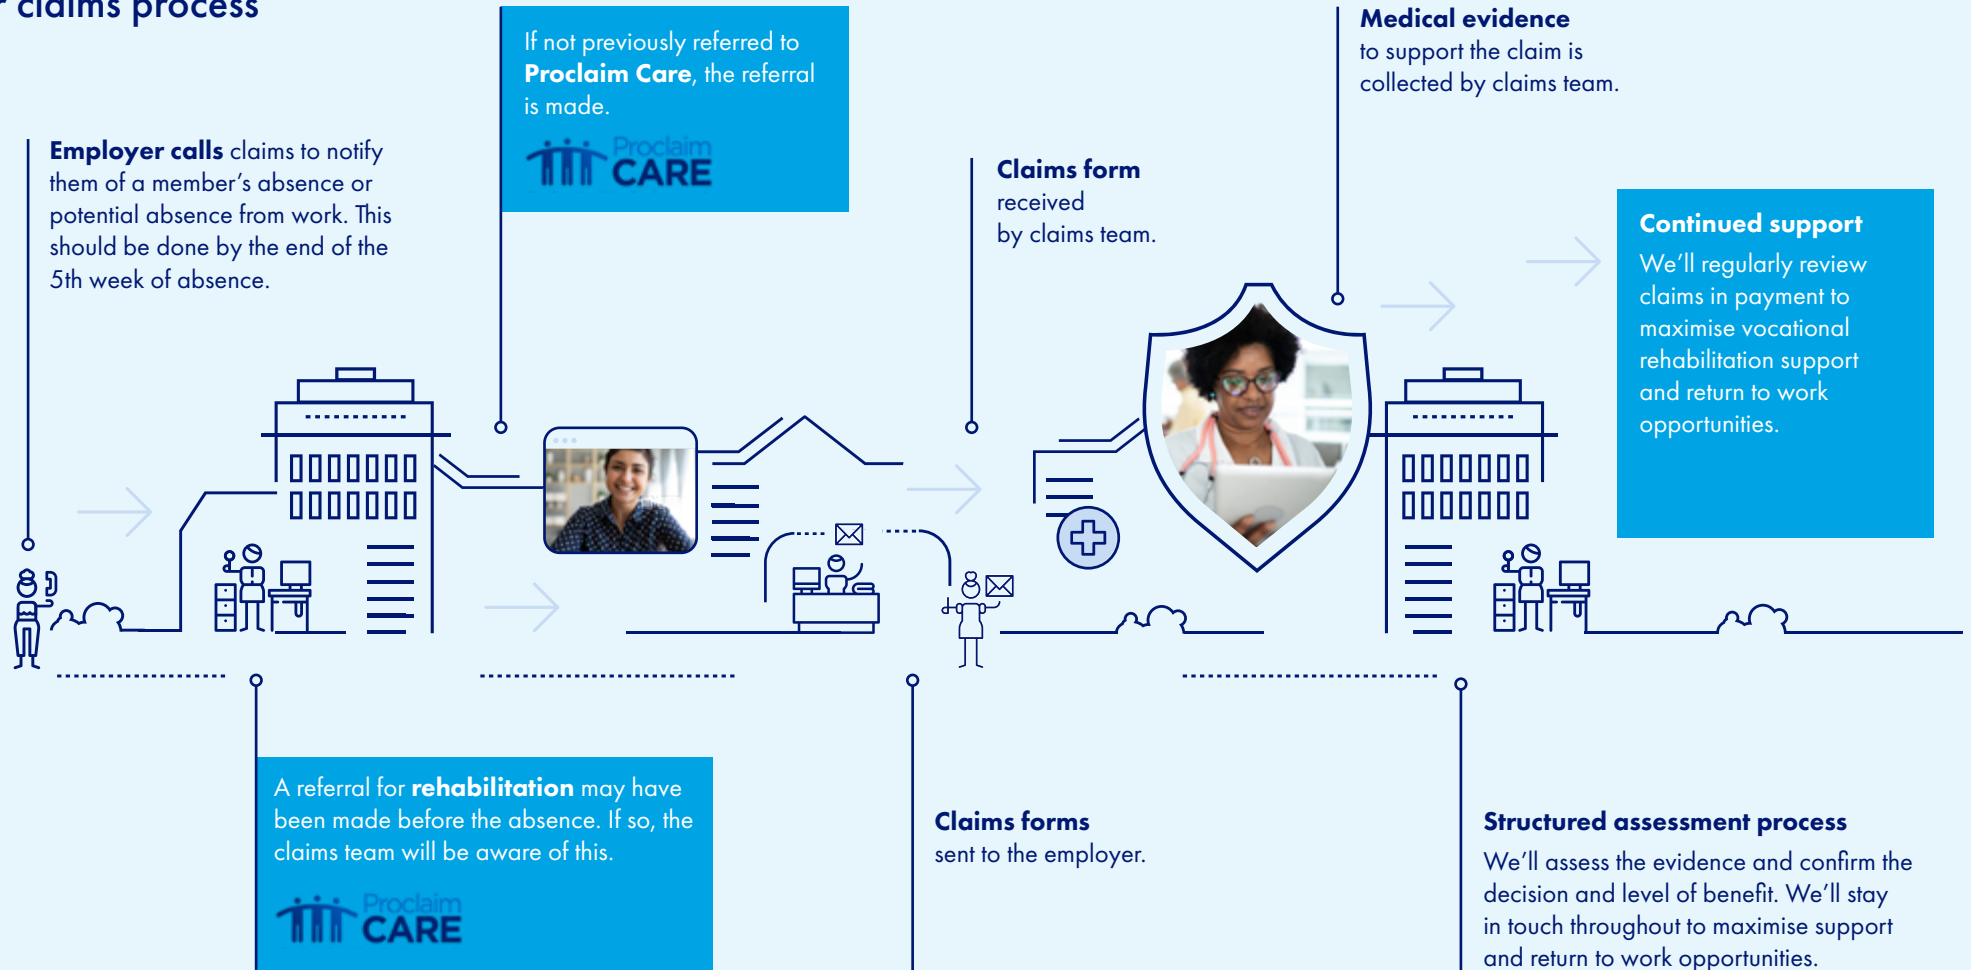 claims process
Employer calls claims to notify
them of a member’s absence or
potential absence from work. This
should be done by the end of the
5th week of absence.
A referral for rehabilitation may have
been made before the absence. If so, the
claims team will be aware of this.
Proclaim
CARE
If not previously referred to
Proclaim Care, the referral
is made.
Proclaim
CARE
Claims forms
sent to the employer.
Claims form
received
by claims team.
Medical evidence
to support the claim is
collected by claims team.
Structured assessment process
We’ll assess the evidence and confirm the
decision and level of benefit. We’ll stay
in touch throughout to maximise support
and return to work opportunities.
Continued support
We’ll regularly review
claims in payment to
maximise vocational
rehabilitation support
and return to work
opportunities.